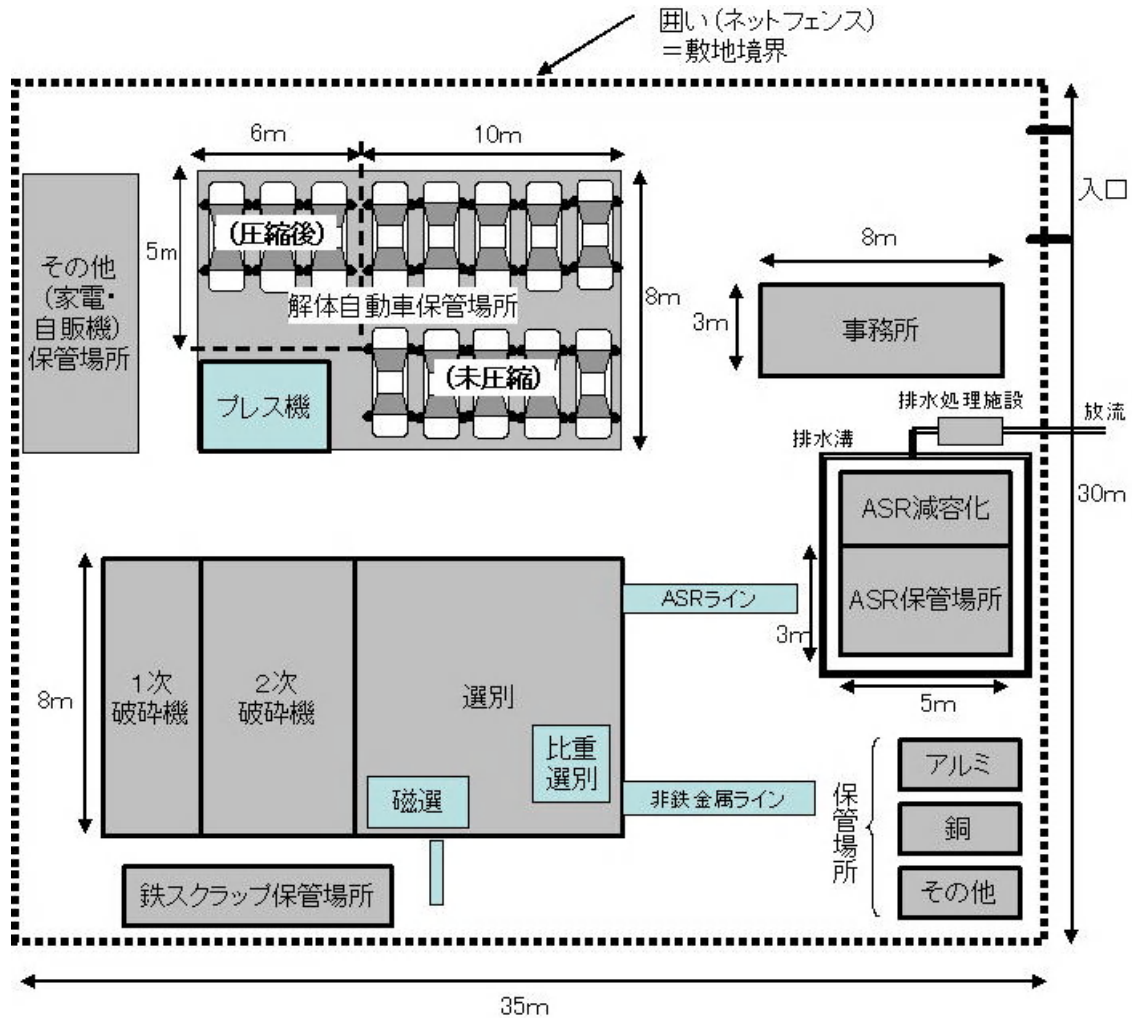 囲い(ネットフェンス)
＝敷地境界
6m
10m
入口
その他
(家電・
自販機)
保管場所
5m
(圧縮後)
解体自動車保管場所
(未圧縮)
プレス機
8m
8m
3m
事務所
排水処理施設
放流
排水溝
30m
ASR減容化
ASR保管場所
3m
5m
8m
1次
破砕機
2次
破砕機
選別
磁選
比重
選別
ASRライン
非鉄金属ライン
保管場所
アルミ
銅
その他
鉄スクラップ保管場所
35m